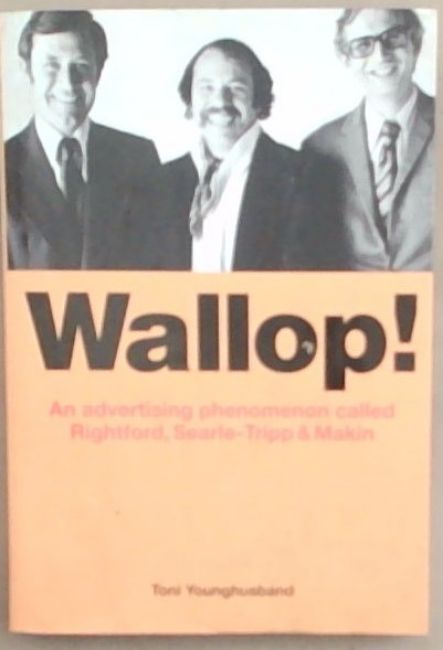 Wallop!
An advertising phenomenon called
Rightford, Searle-Tripp & Makin
Toni Younghusband